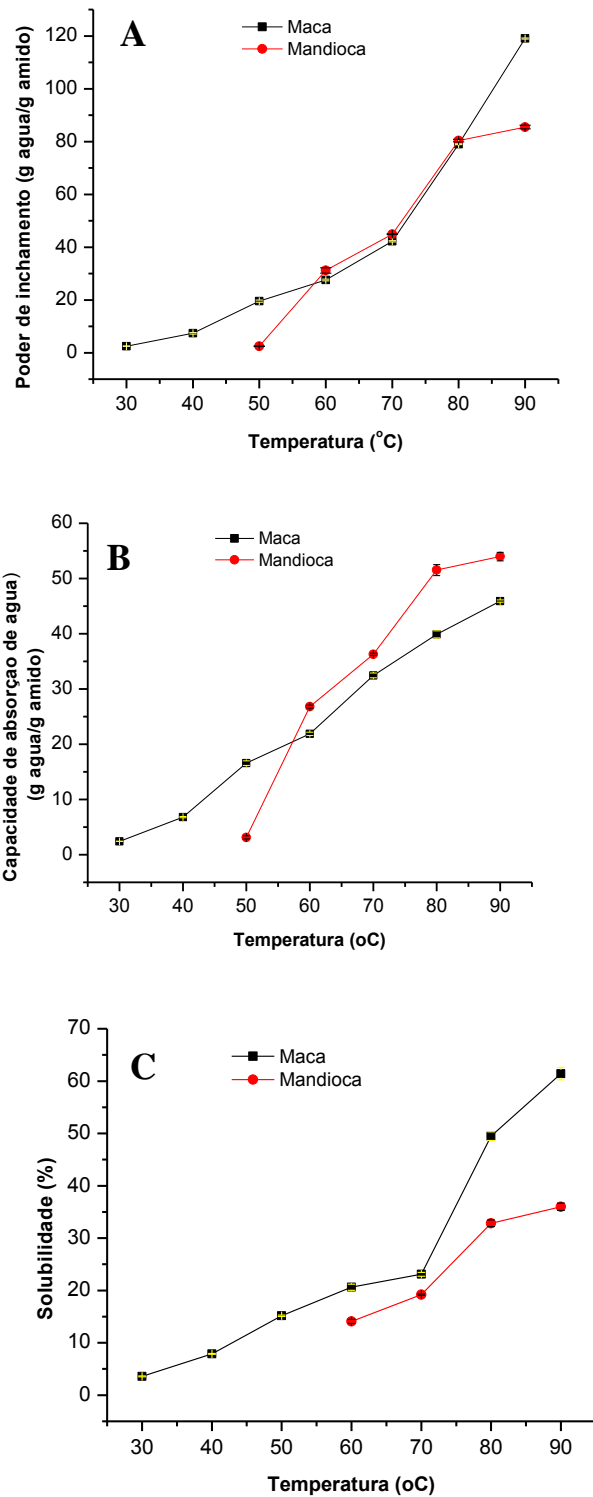 A
Maca
Mandioca
120
100
80
60
40
20
0
30 40 50 60 70 80 90
Poder de inchamento (g agua/g amido)
Temperatura (°C)
B
Maca
Mandioca
60
50
40
30
20
10
0
30 40 50 60 70 80 90
Capacidade de absorçao de agua)
(g agua/g amido)
Temperatura (oC)
C
Maca
Mandioca
70
60
50
40
30
20
10
0
30 40 50 60 70 80 90
Solubilidade (%)
Temperatura (oC)